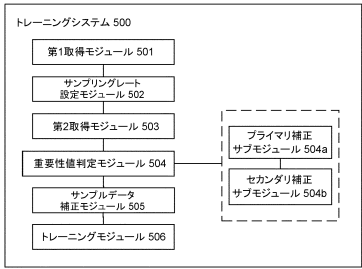 トレーニングシステム 500
第1取得モジュール 501
サンプリングレート
設定モジュール 502
第2取得モジュール 503
重要性値判定モジュール 504
サンプルデータ
補正モジュール 505
トレーニングモジュール 506
プライマリ補正
サブモジュール 504a
セカンダリ補正
サブモジュール 504b